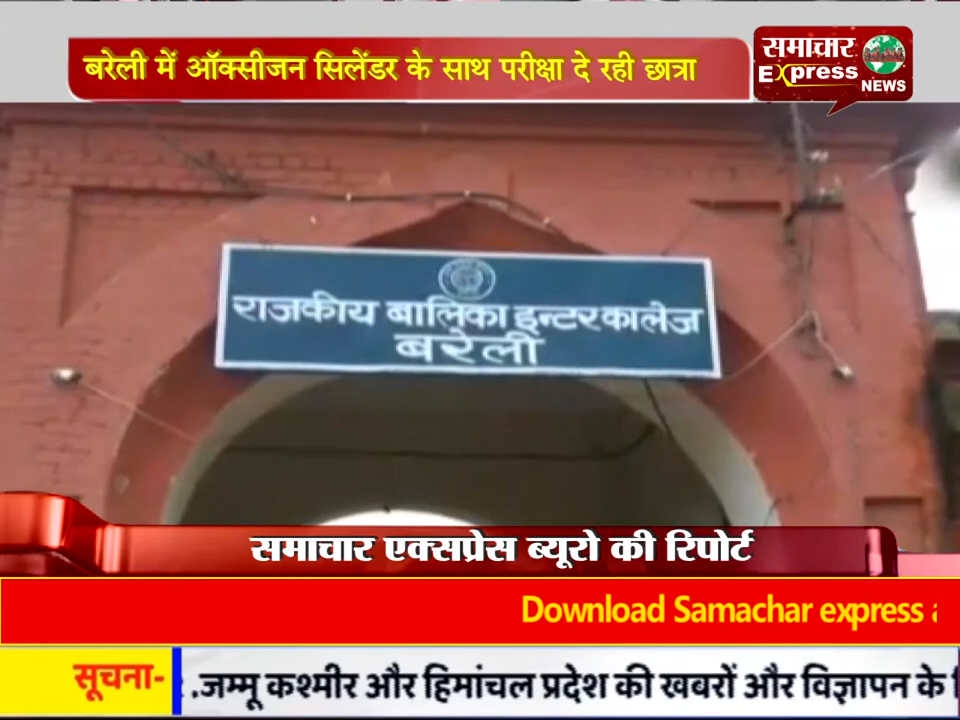 बरेली में ऑक्सीजन सिलेंडर के साथ परीक्षा दे रही छात्रा
समाचार
Express
NEWS
राजकीय बालिका इन्टर कालेज
बरेली
समाचार एक्सप्रेस ब्यूरो की रिपोर्ट
Download Samachar express
सूचना- .जम्मू कश्मीर और हिमांचल प्रदेश की खबरों और विज्ञापन के